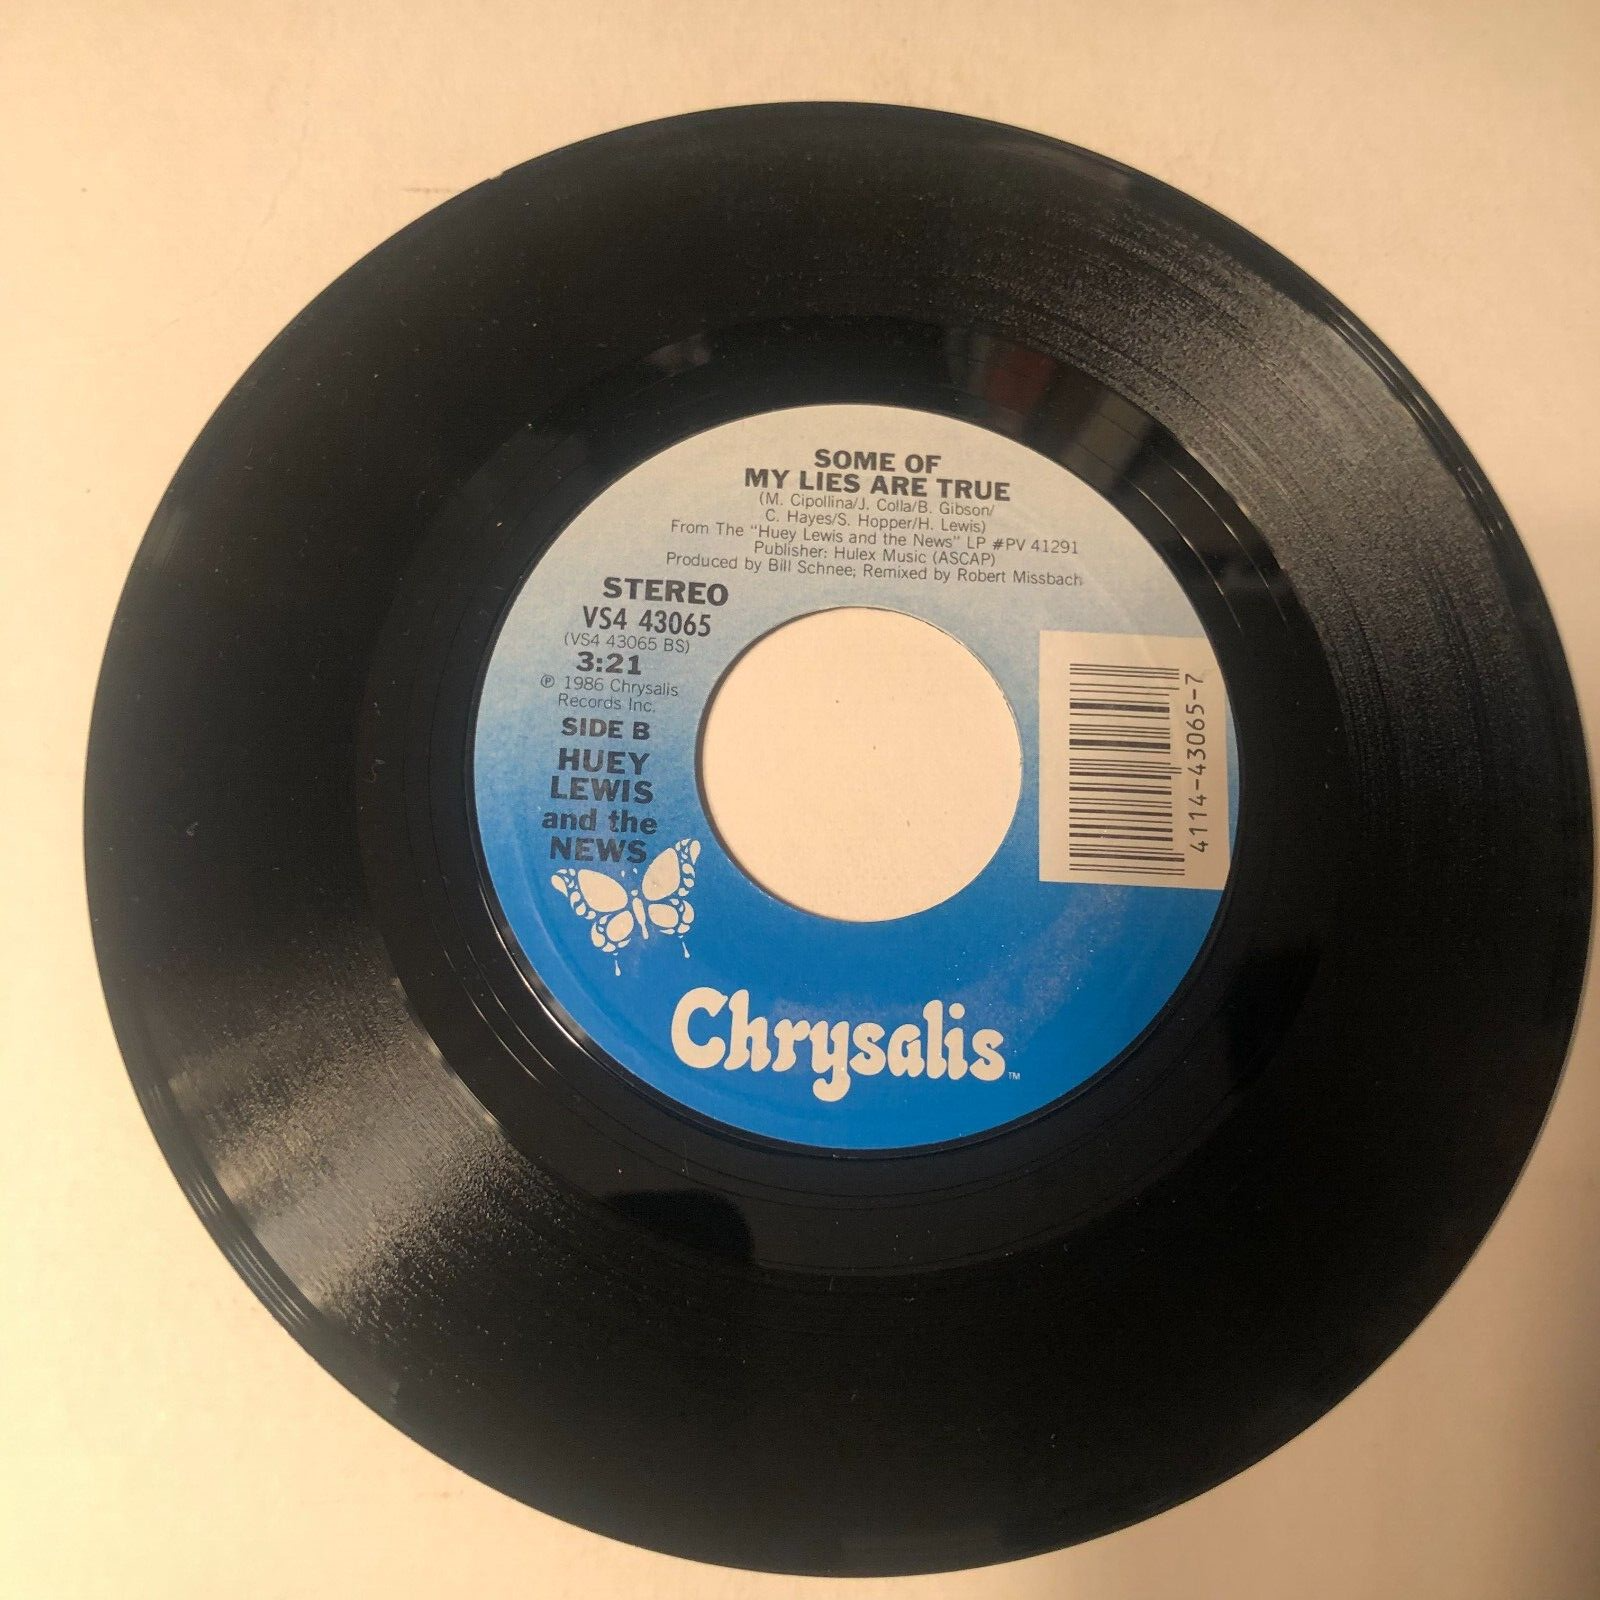 SOME OF
MY LIES ARE TRUE
(M. Cipollina/J. Colla/B. Gibson/
C. Hayes/S. Hopper/H. Lewis)
From The "Huey Lewis and the News" LP #PV 41291
Publisher: Hulex Music (ASCAP)
Produced by Bill Schnee; Remixed by Robert Missbach
STEREO
VS4 43065
(VS4 43065 BS)
3:21
℗ 1986 Chrysalis
Records Inc.
SIDE B
HUEY
LEWIS
and the
NEWS
4114-43065-7
Chrysalis™